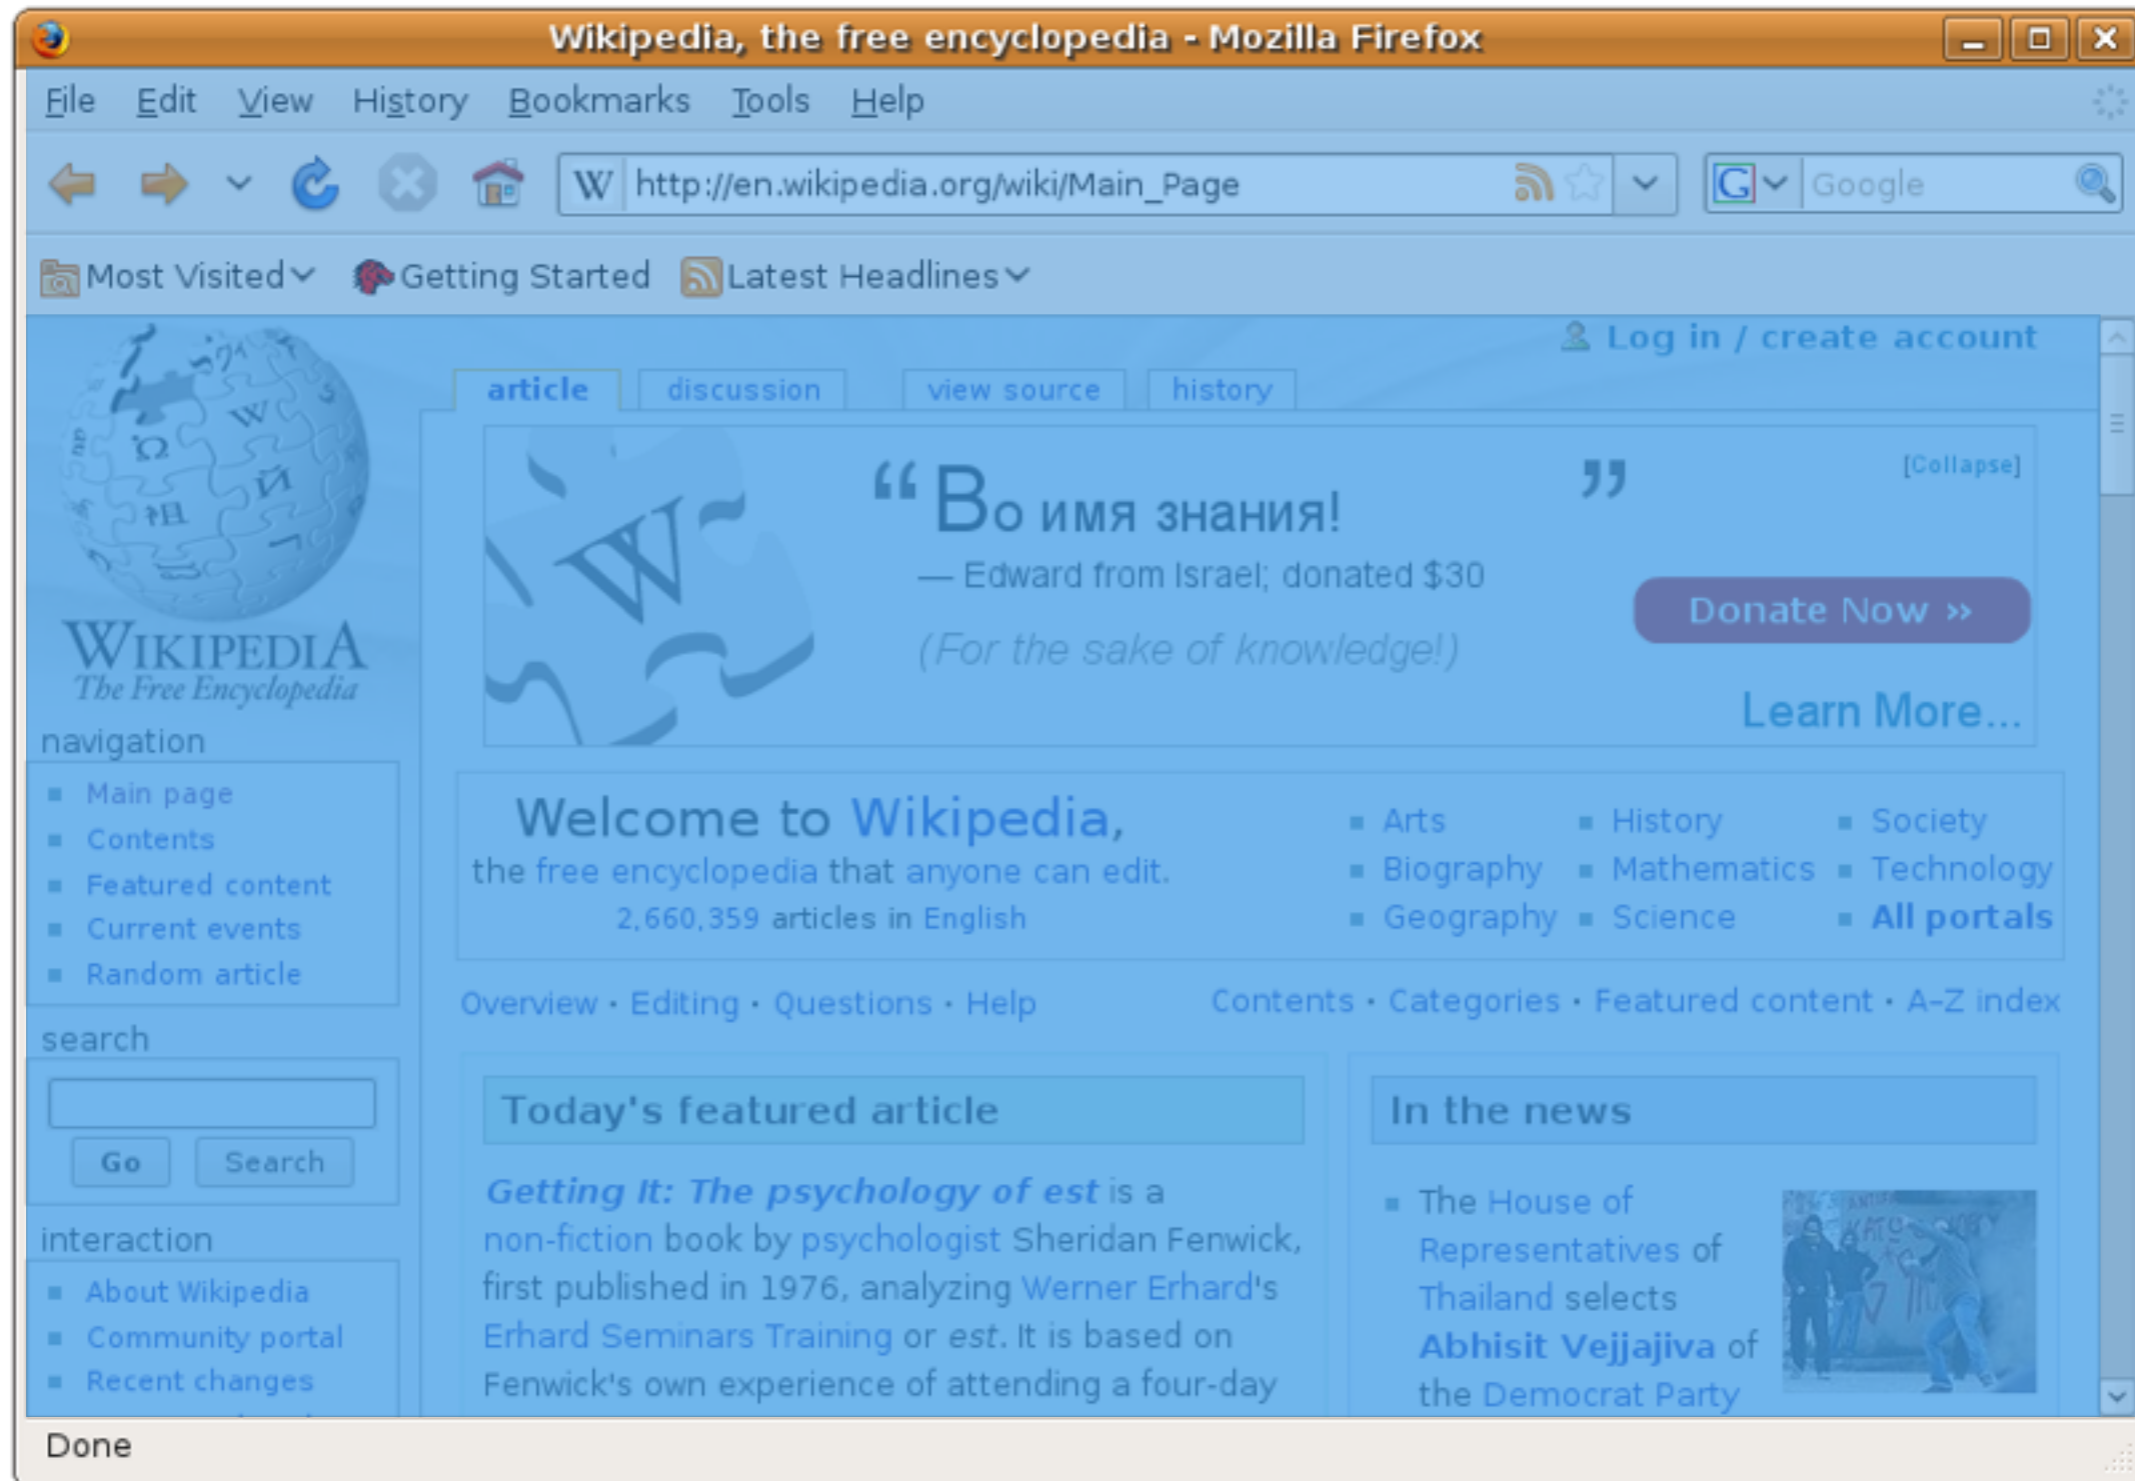 Wikipedia, the free encyclopedia - Mozilla Firefox
File Edit View History Bookmarks Tools Help
W http://en.wikipedia.org/wiki/Main_Page G Google
Most Visited Getting Started Latest Headlines
Log in / create account
article discussion view source history
[Collapse]
“Во имя знания! ”
— Edward from Israel; donated $30
Donate Now »
(For the sake of knowledge!)
Learn More...
W Ω W И
WIKIPEDIA
The Free Encyclopedia
navigation
Main page
Contents
Featured content
Current events
Random article
search
Go Search
interaction
About Wikipedia
Community portal
Recent changes
Welcome to Wikipedia,
the free encyclopedia that anyone can edit.
2,660,359 articles in English
Arts History Society
Biography Mathematics Technology
Geography Science All portals
Overview · Editing · Questions · Help Contents · Categories · Featured content · A–Z index
Today's featured article
Getting It: The psychology of est is a
non-fiction book by psychologist Sheridan Fenwick,
first published in 1976, analyzing Werner Erhard's
Erhard Seminars Training or est. It is based on
Fenwick's own experience of attending a four-day
In the news
The House of
Representatives of
Thailand selects
Abhisit Vejjajiva of
the Democrat Party
Done